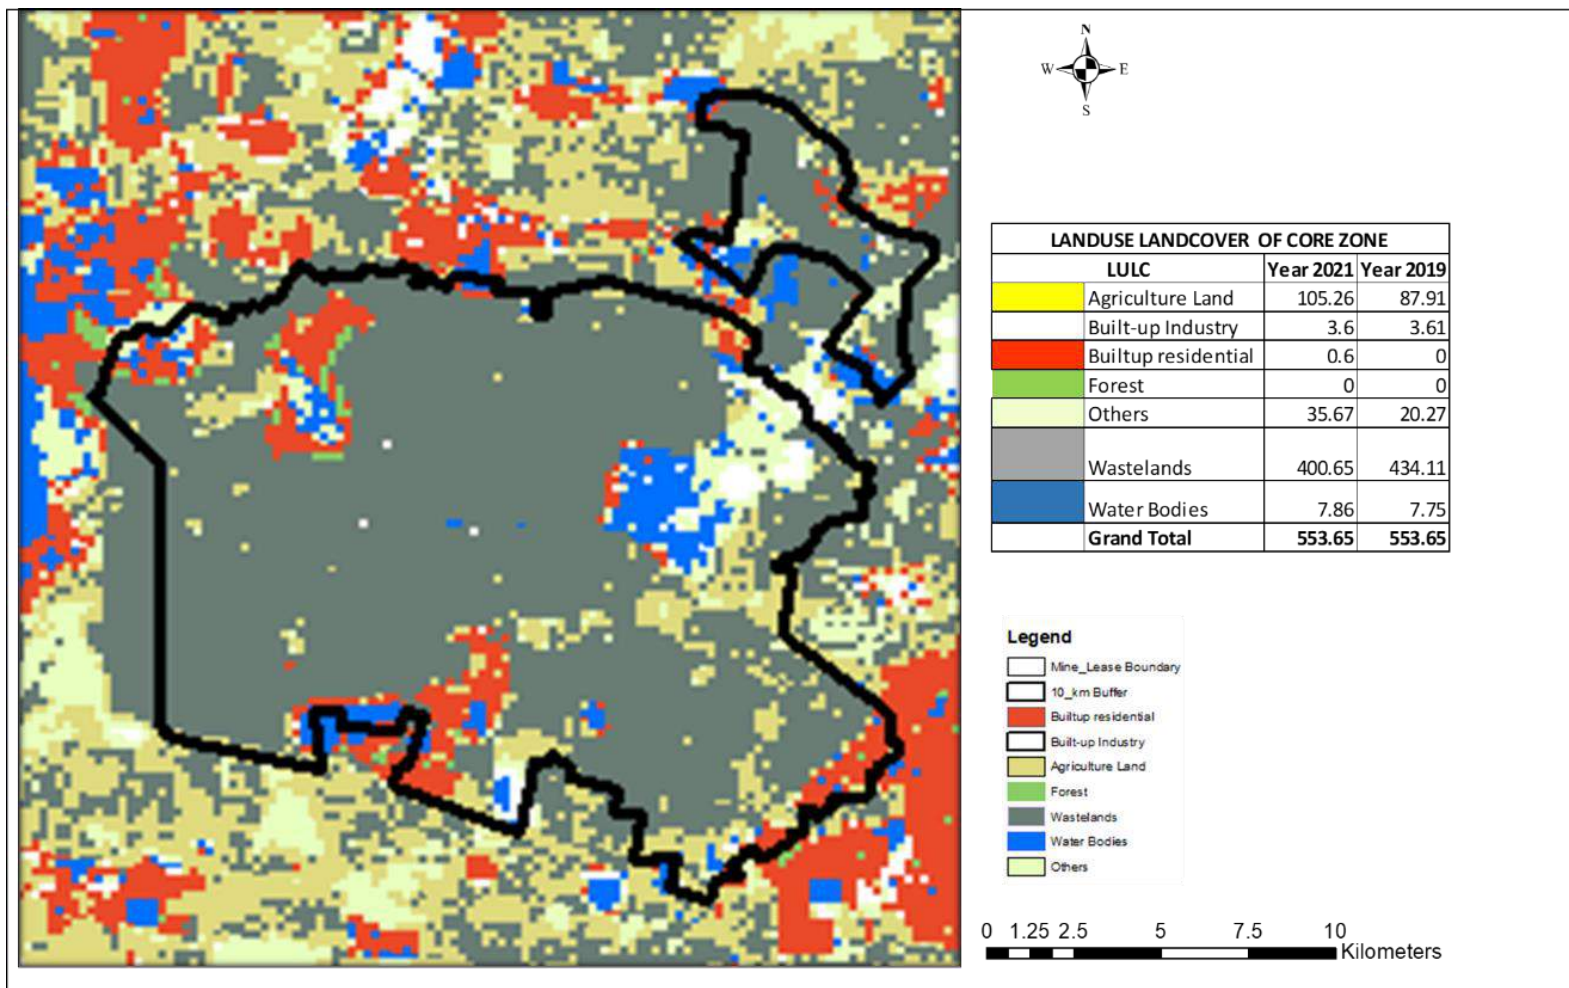 N
W E
S
LANDUSE LANDCOVER OF CORE ZONE
LULC Year 2021 Year 2019
Agriculture Land 105.26 87.91
Built-up Industry 3.6 3.61
Builtup residential 0.6 0
Forest 0 0
Others 35.67 20.27
Wastelands 400.65 434.11
Water Bodies 7.86 7.75
Grand Total 553.65 553.65
Legend
Mine_Lease Boundary
10_km Buffer
Builtup residential
Built-up Industry
Agriculture Land
Forest
Wastelands
Water Bodies
Others
0 1.25 2.5 5 7.5 10
Kilometers